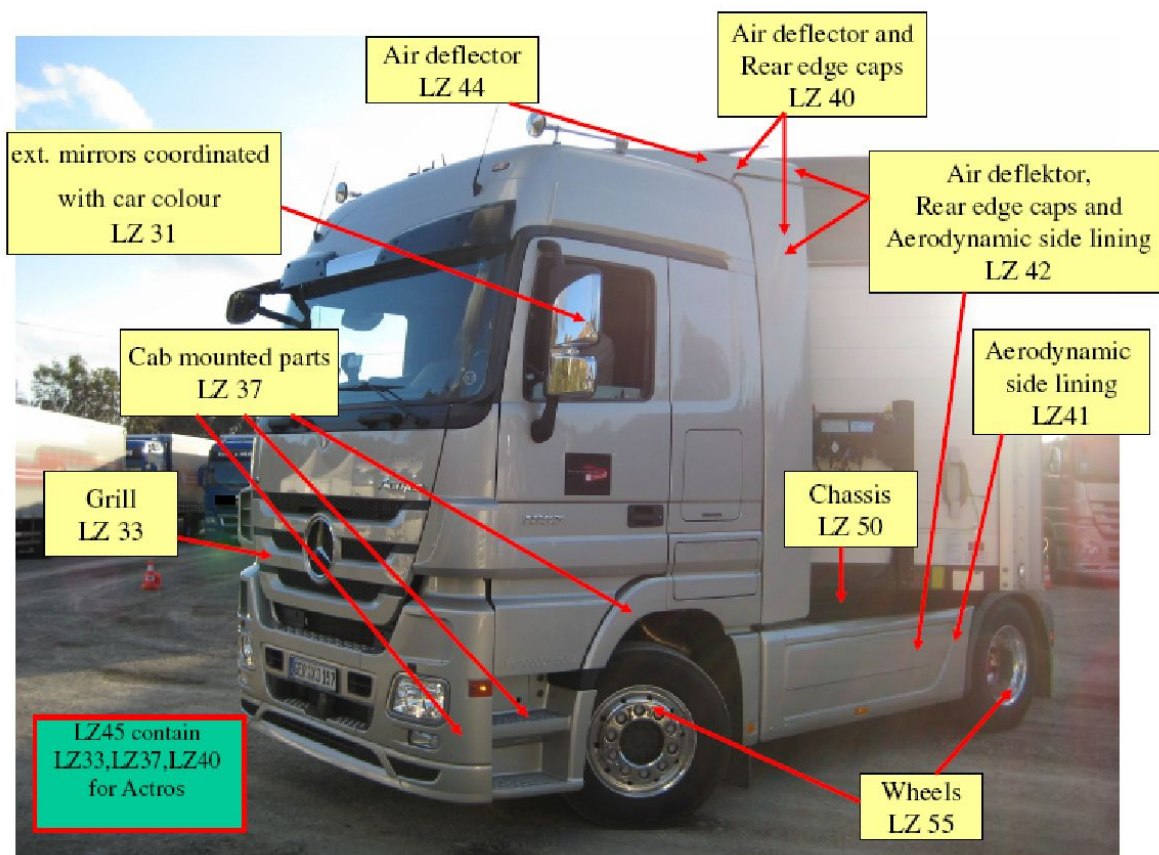 Air deflector
LZ 44
Air deflector and
Rear edge caps
LZ 40
ext. mirrors coordinated
with car colour
LZ 31
Air deflektor,
Rear edge caps and
Aerodynamic side lining
LZ 42
Cab mounted parts
LZ 37
Aerodynamic
side lining
LZ41
Grill
LZ 33
Chassis
LZ 50
Actros
LZ45 contain
LZ33,LZ37,LZ40
for Actros
Wheels
LZ 55